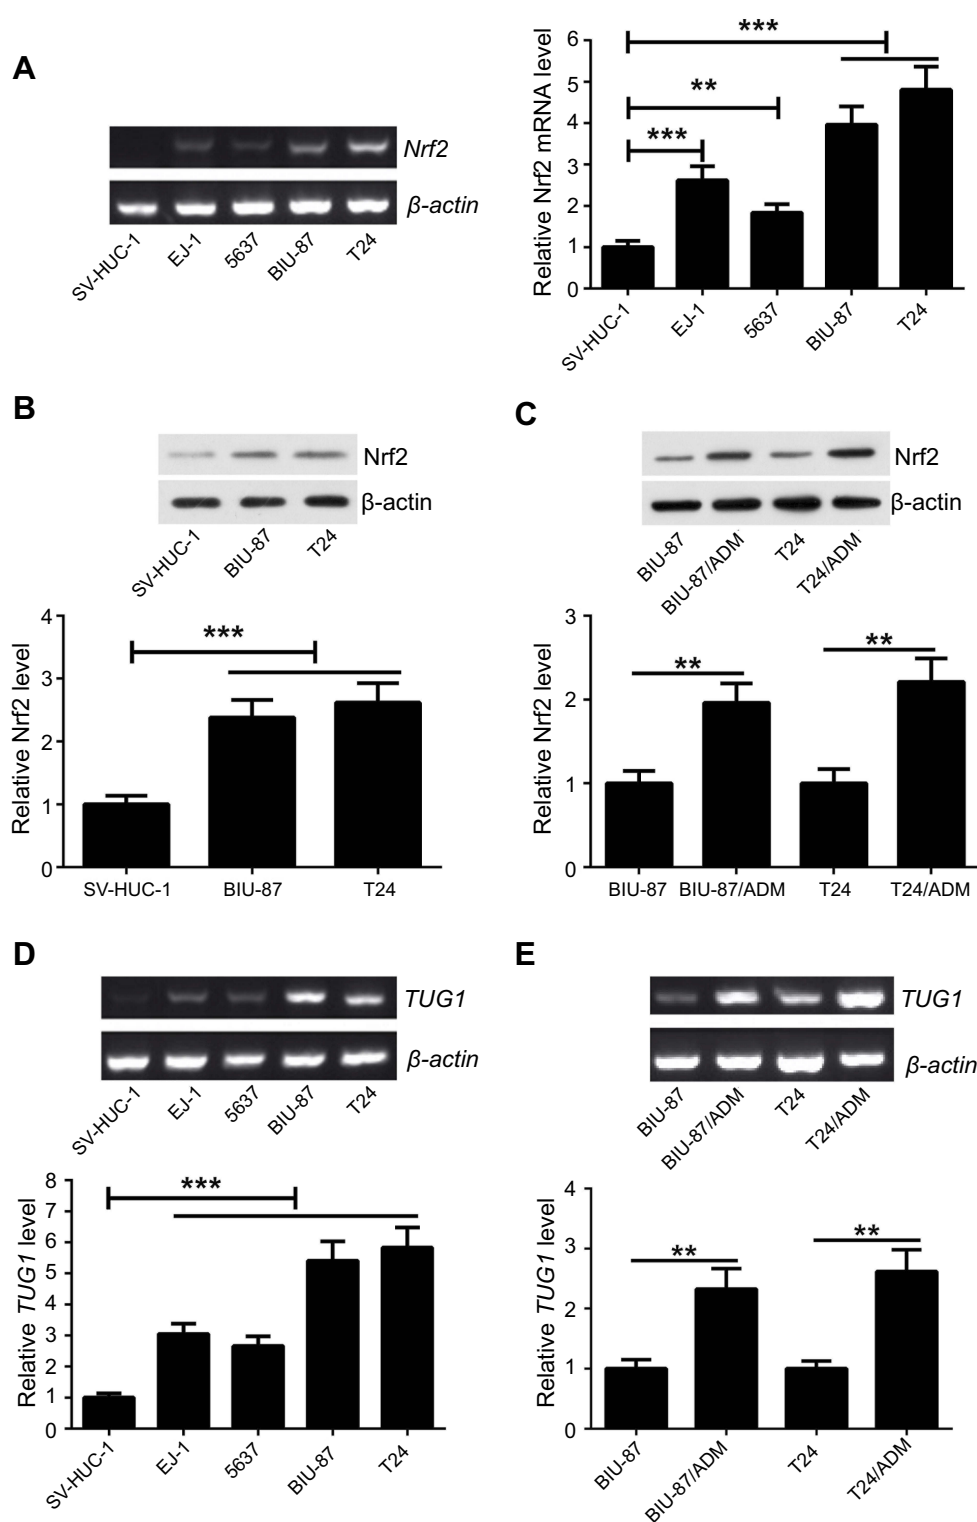 A
Nrf2
β-actin
SV-HUC-1
EJ-1
5637
BIU-87
T24
Relative Nrf2 mRNA level
6
5
4
3
2
1
0
***
**
***
SV-HUC-1
EJ-1
5637
BIU-87
T24
B
Nrf2
β-actin
SV-HUC-1
BIU-87
T24
Relative Nrf2 level
4
3
2
1
0
***
SV-HUC-1
BIU-87
T24
C
Nrf2
β-actin
BIU-87
BIU-87/ADM
T24
T24/ADM
Relative Nrf2 level
3
2
1
0
**
**
BIU-87
BIU-87/ADM
T24
T24/ADM
D
TUG1
β-actin
SV-HUC-1
EJ-1
5637
BIU-87
T24
Relative TUG1 level
8
7
6
5
4
3
2
1
0
***
SV-HUC-1
EJ-1
5637
BIU-87
T24
E
TUG1
β-actin
BIU-87
BIU-87/ADM
T24
T24/ADM
Relative TUG1 level
4
3
2
1
0
**
**
BIU-87
BIU-87/ADM
T24
T24/ADM